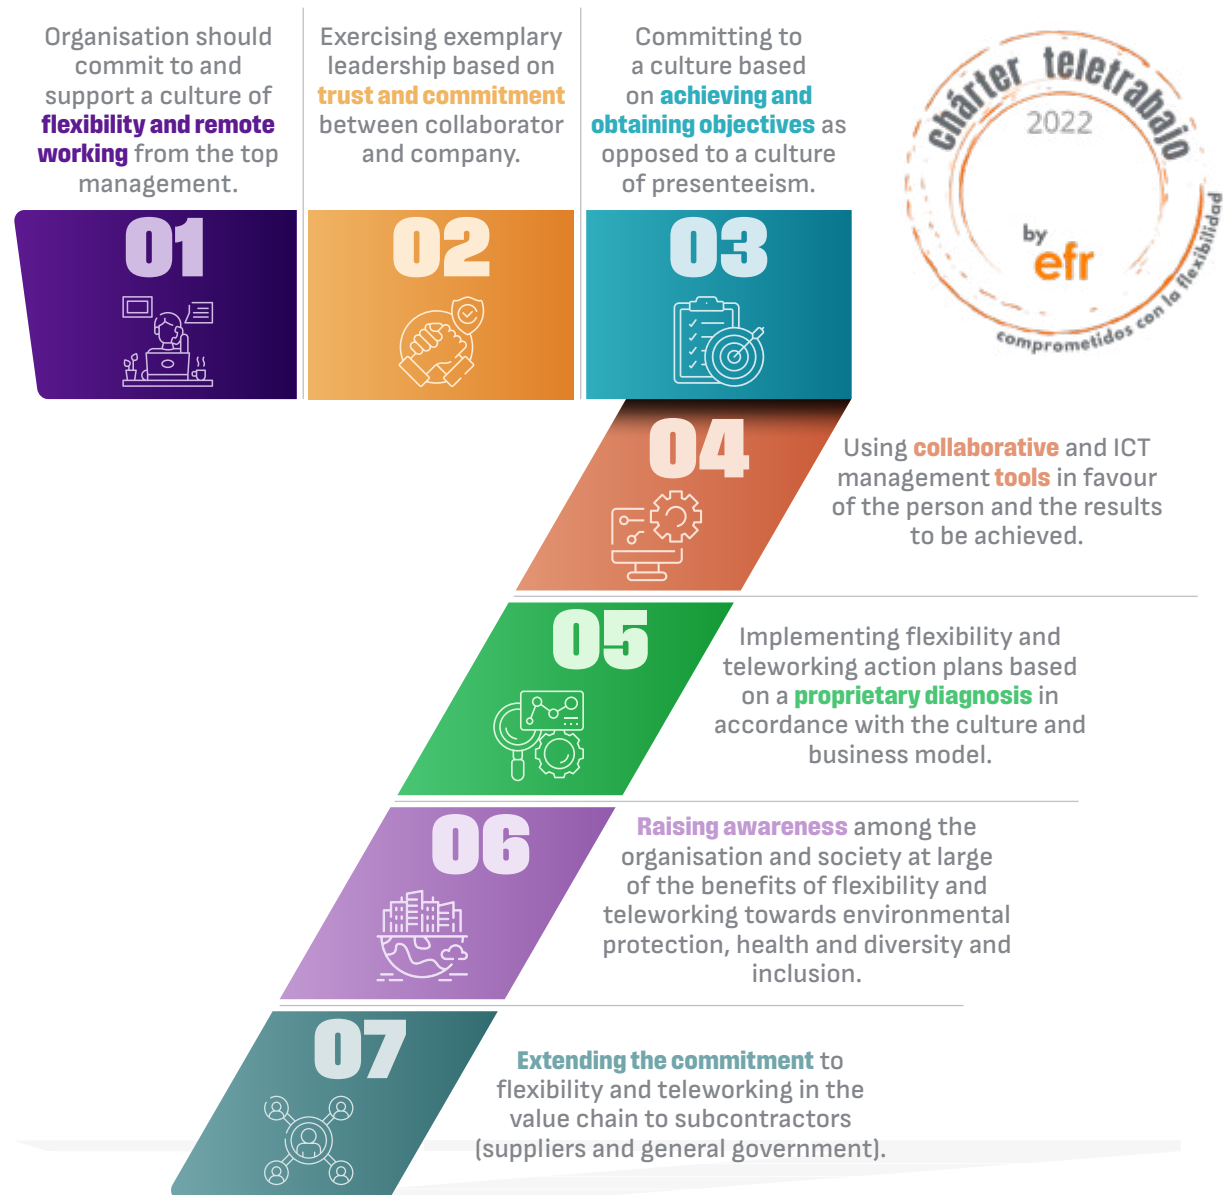 Organisation should
commit to and
support a culture of
flexibility and remote
working from the top
management.
01
Exercising exemplary
leadership based on
trust and commitment
between collaborator
and company.
02
Committing to
a culture based
on achieving and
obtaining objectives as
opposed to a culture
of presenteeism.
03
chárter teletrabajo
2022
by
efr
comprometidos con la flexibilidad
04
Using collaborative and ICT
management tools in favour
of the person and the results
to be achieved.
05
Implementing flexibility and
teleworking action plans based
on a proprietary diagnosis in
accordance with the culture and
business model.
06
Raising awareness among the
organisation and society at large
of the benefits of flexibility and
teleworking towards environmental
protection, health and diversity and
inclusion.
07
Extending the commitment to
flexibility and teleworking in the
value chain to subcontractors
(suppliers and general government).